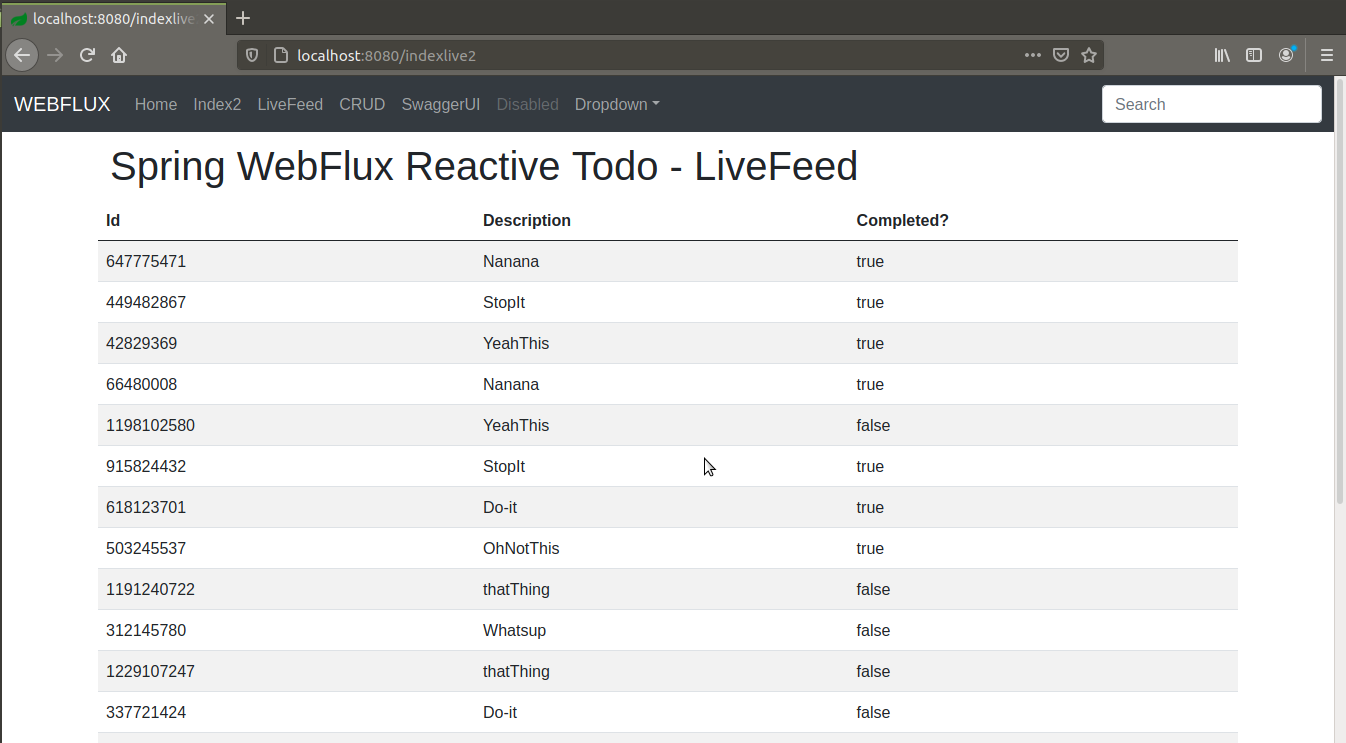 localhost:8080/indexlive
localhost:8080/indexlive2
WEBFLUX Home Index2 LiveFeed CRUD SwaggerUI Disabled Dropdown Search
Spring WebFlux Reactive Todo - LiveFeed
Id Description Completed?
647775471 Nanana true
449482867 StopIt true
42829369 YeahThis true
66480008 Nanana true
1198102580 YeahThis false
915824432 StopIt true
618123701 Do-it true
503245537 OhNotThis true
1191240722 thatThing false
312145780 Whatsup false
1229107247 thatThing false
337721424 Do-it false